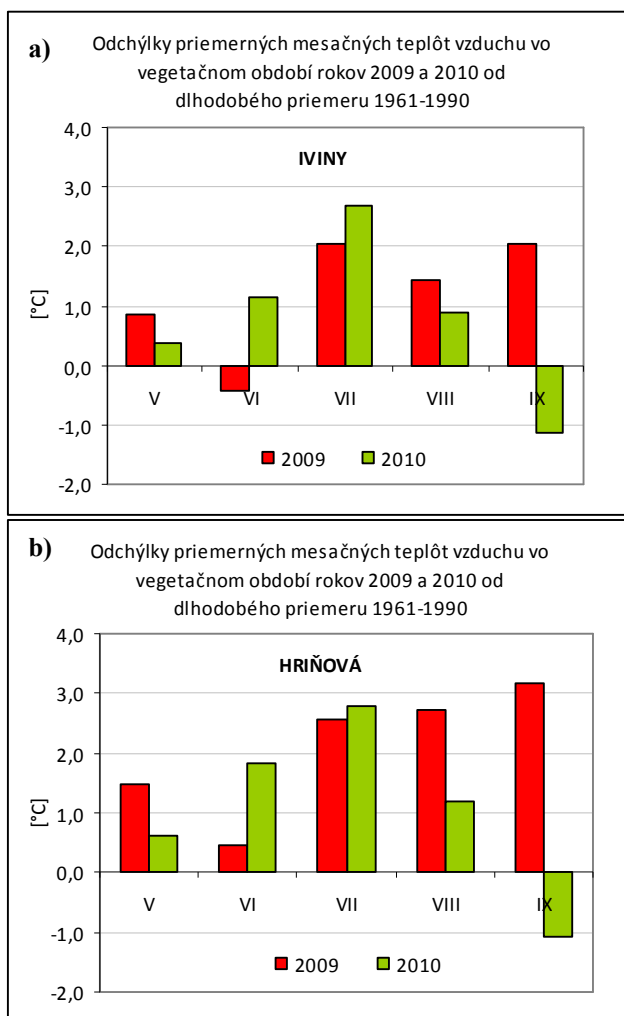 a)
Odchýlky priemerných mesačných teplôt vzduchu vo
vegetačnom období rokov 2009 a 2010 od
dlhodobého priemeru 1961-1990
4,0
IVINY
3,0
2,0
1,0
0,0
-1,0
-2,0
[°C]
V VI VII VIII IX
2009 2010
b)
Odchýlky priemerných mesačných teplôt vzduchu vo
vegetačnom období rokov 2009 a 2010 od
dlhodobého priemeru 1961-1990
4,0
HRIŇOVÁ
3,0
2,0
1,0
0,0
-1,0
-2,0
[°C]
V VI VII VIII IX
2009 2010